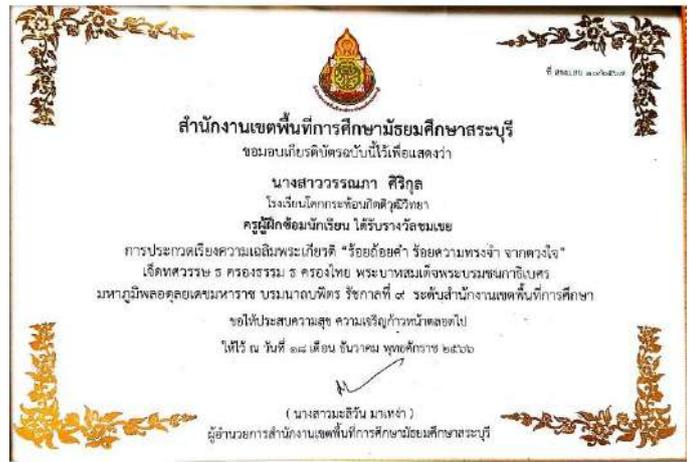 สำนักงานเขตพื้นที่การศึกษามัธยมศึกษาสระบุรี
ขอมอบเกียรติบัตรฉบับนี้ไว้เพื่อแสดงว่า
นางสาววรรณภา ศิริกุล
โรงเรียนโคกกระท้อนกิตติวุฒิวิทยา
ครูผู้ฝึกซ้อมนักเรียน ได้รับรางวัลชมเชย
การประกวดเรียงความเฉลิมพระเกียรติ "ร้อยถ้อยคำ ร้อยความทรงจำ จากดวงใจ"
เจ็ดทศวรรษ ธ ครองธรรม ธ ครองไทย พระบาทสมเด็จพระบรมชนกาธิเบศร
มหาภูมิพลอดุลยเดชมหาราช บรมนาถบพิตร รัชกาลที่ ๙ ระดับสำนักงานเขตพื้นที่การศึกษา
ขอให้ประสบความสุข ความเจริญก้าวหน้าตลอดไป
ให้ไว้ ณ วันที่ ๑๘ เดือน ธันวาคม พุทธศักราช ๒๕๖๖
( นางสาวมะลิวัน มาเหง่า )
ผู้อำนวยการสำนักงานเขตพื้นที่การศึกษามัธยมศึกษาสระบุรี